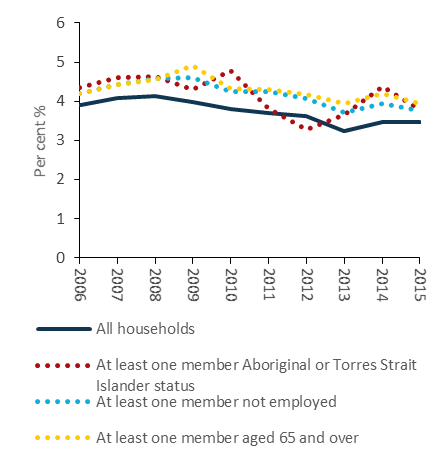 6
5
4
3
2
1
0
Per cent %
2006
2007
2008
2009
2010
2011
2012
2013
2014
2015
All households
At least one member Aboriginal or Torres Strait
Islander status
At least one member not employed
At least one member aged 65 and over